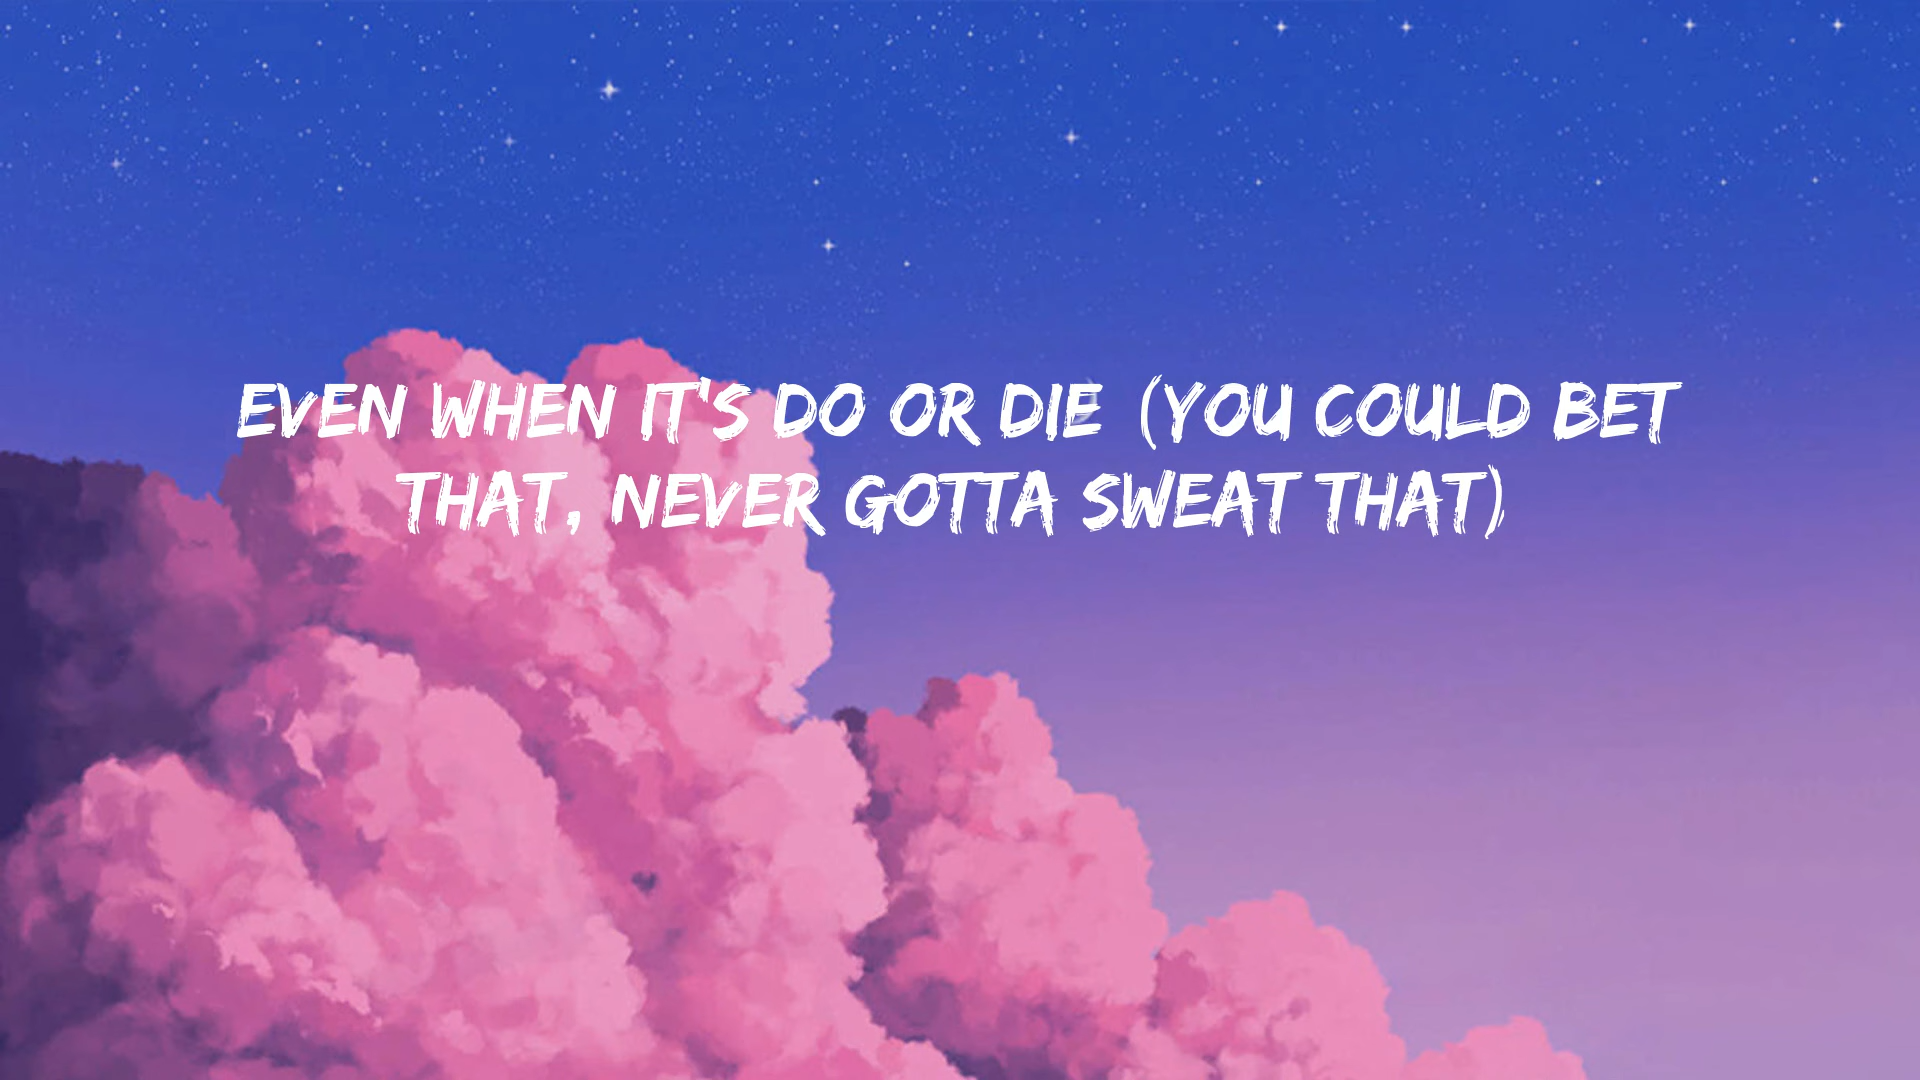 EVEN WHEN IT'S DO OR DIE (YOU COULD BET
THAT, NEVER GOTTA SWEAT THAT)